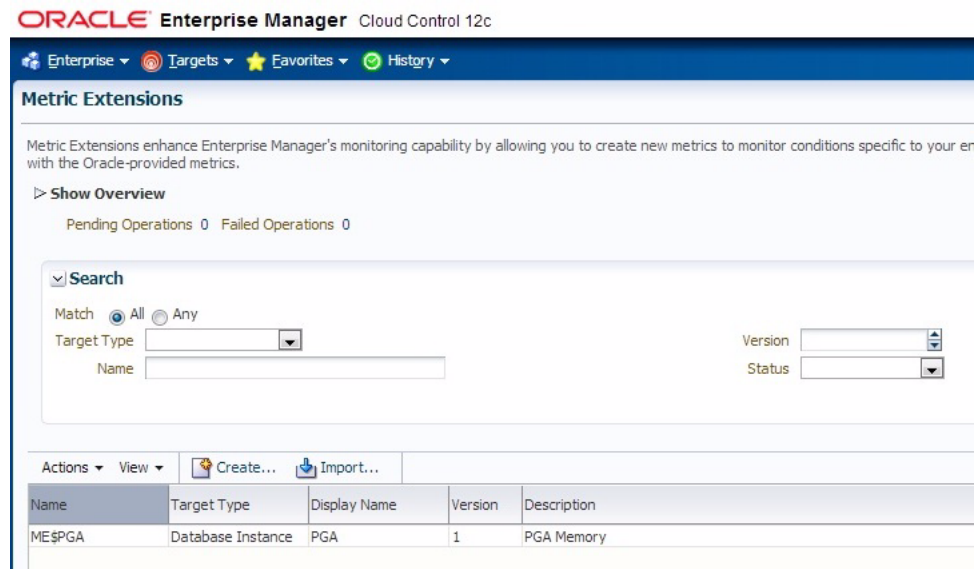 ORACLE Enterprise Manager Cloud Control 12c
Enterprise Targets Favorites History
Metric Extensions
Metric Extensions enhance Enterprise Manager's monitoring capability by allowing you to create new metrics to monitor conditions specific to your en
with the Oracle-provided metrics.
Show Overview
Pending Operations 0 Failed Operations 0
Search
Match All Any
Target Type Version
Name Status
Actions View Create... Import...
Name Target Type Display Name Version Description
ME$PGA Database Instance PGA 1 PGA Memory